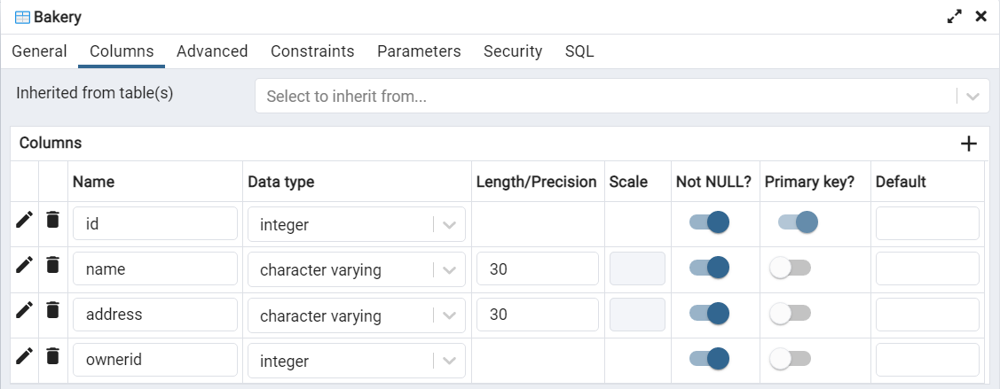 Bakery
General Columns Advanced Constraints Parameters Security SQL
Inherited from table(s) Select to inherit from...
Columns
Name Data type Length/Precision Scale Not NULL? Primary key? Default
id integer
name character varying 30
address character varying 30
ownerid integer